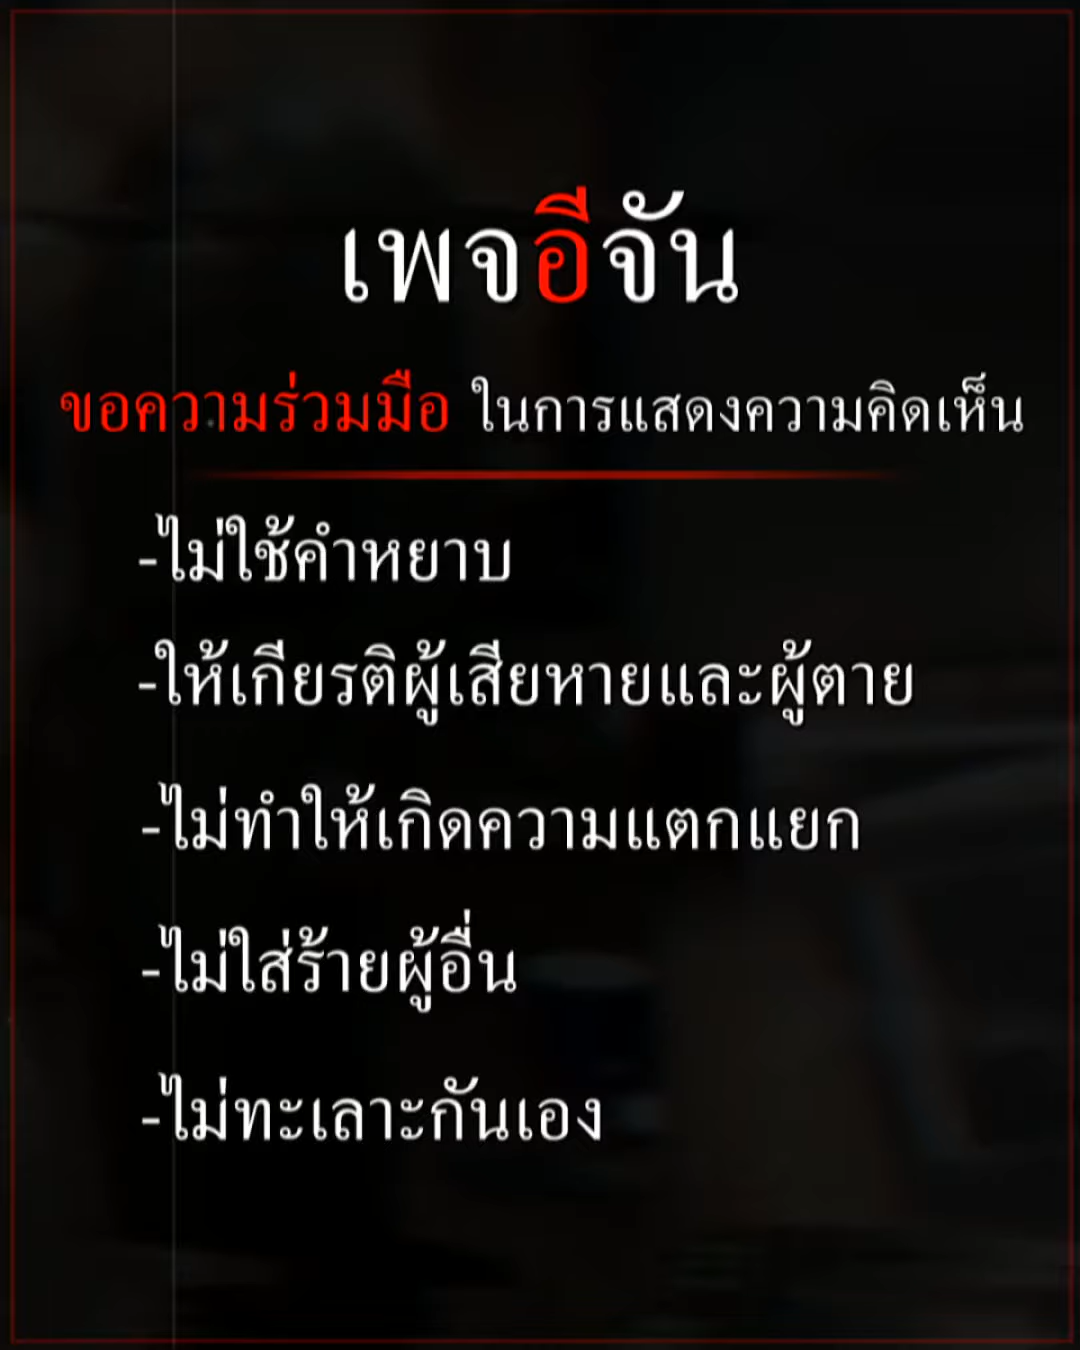 เพจอีจัน
ขอความร่วมมือ ในการแสดงความคิดเห็น
-ไม่ใช้คำหยาบ
-ให้เกียรติผู้เสียหายและผู้ตาย
-ไม่ทำให้เกิดความแตกแยก
-ไม่ใส่ร้ายผู้อื่น
-ไม่ทะเลาะกันเอง